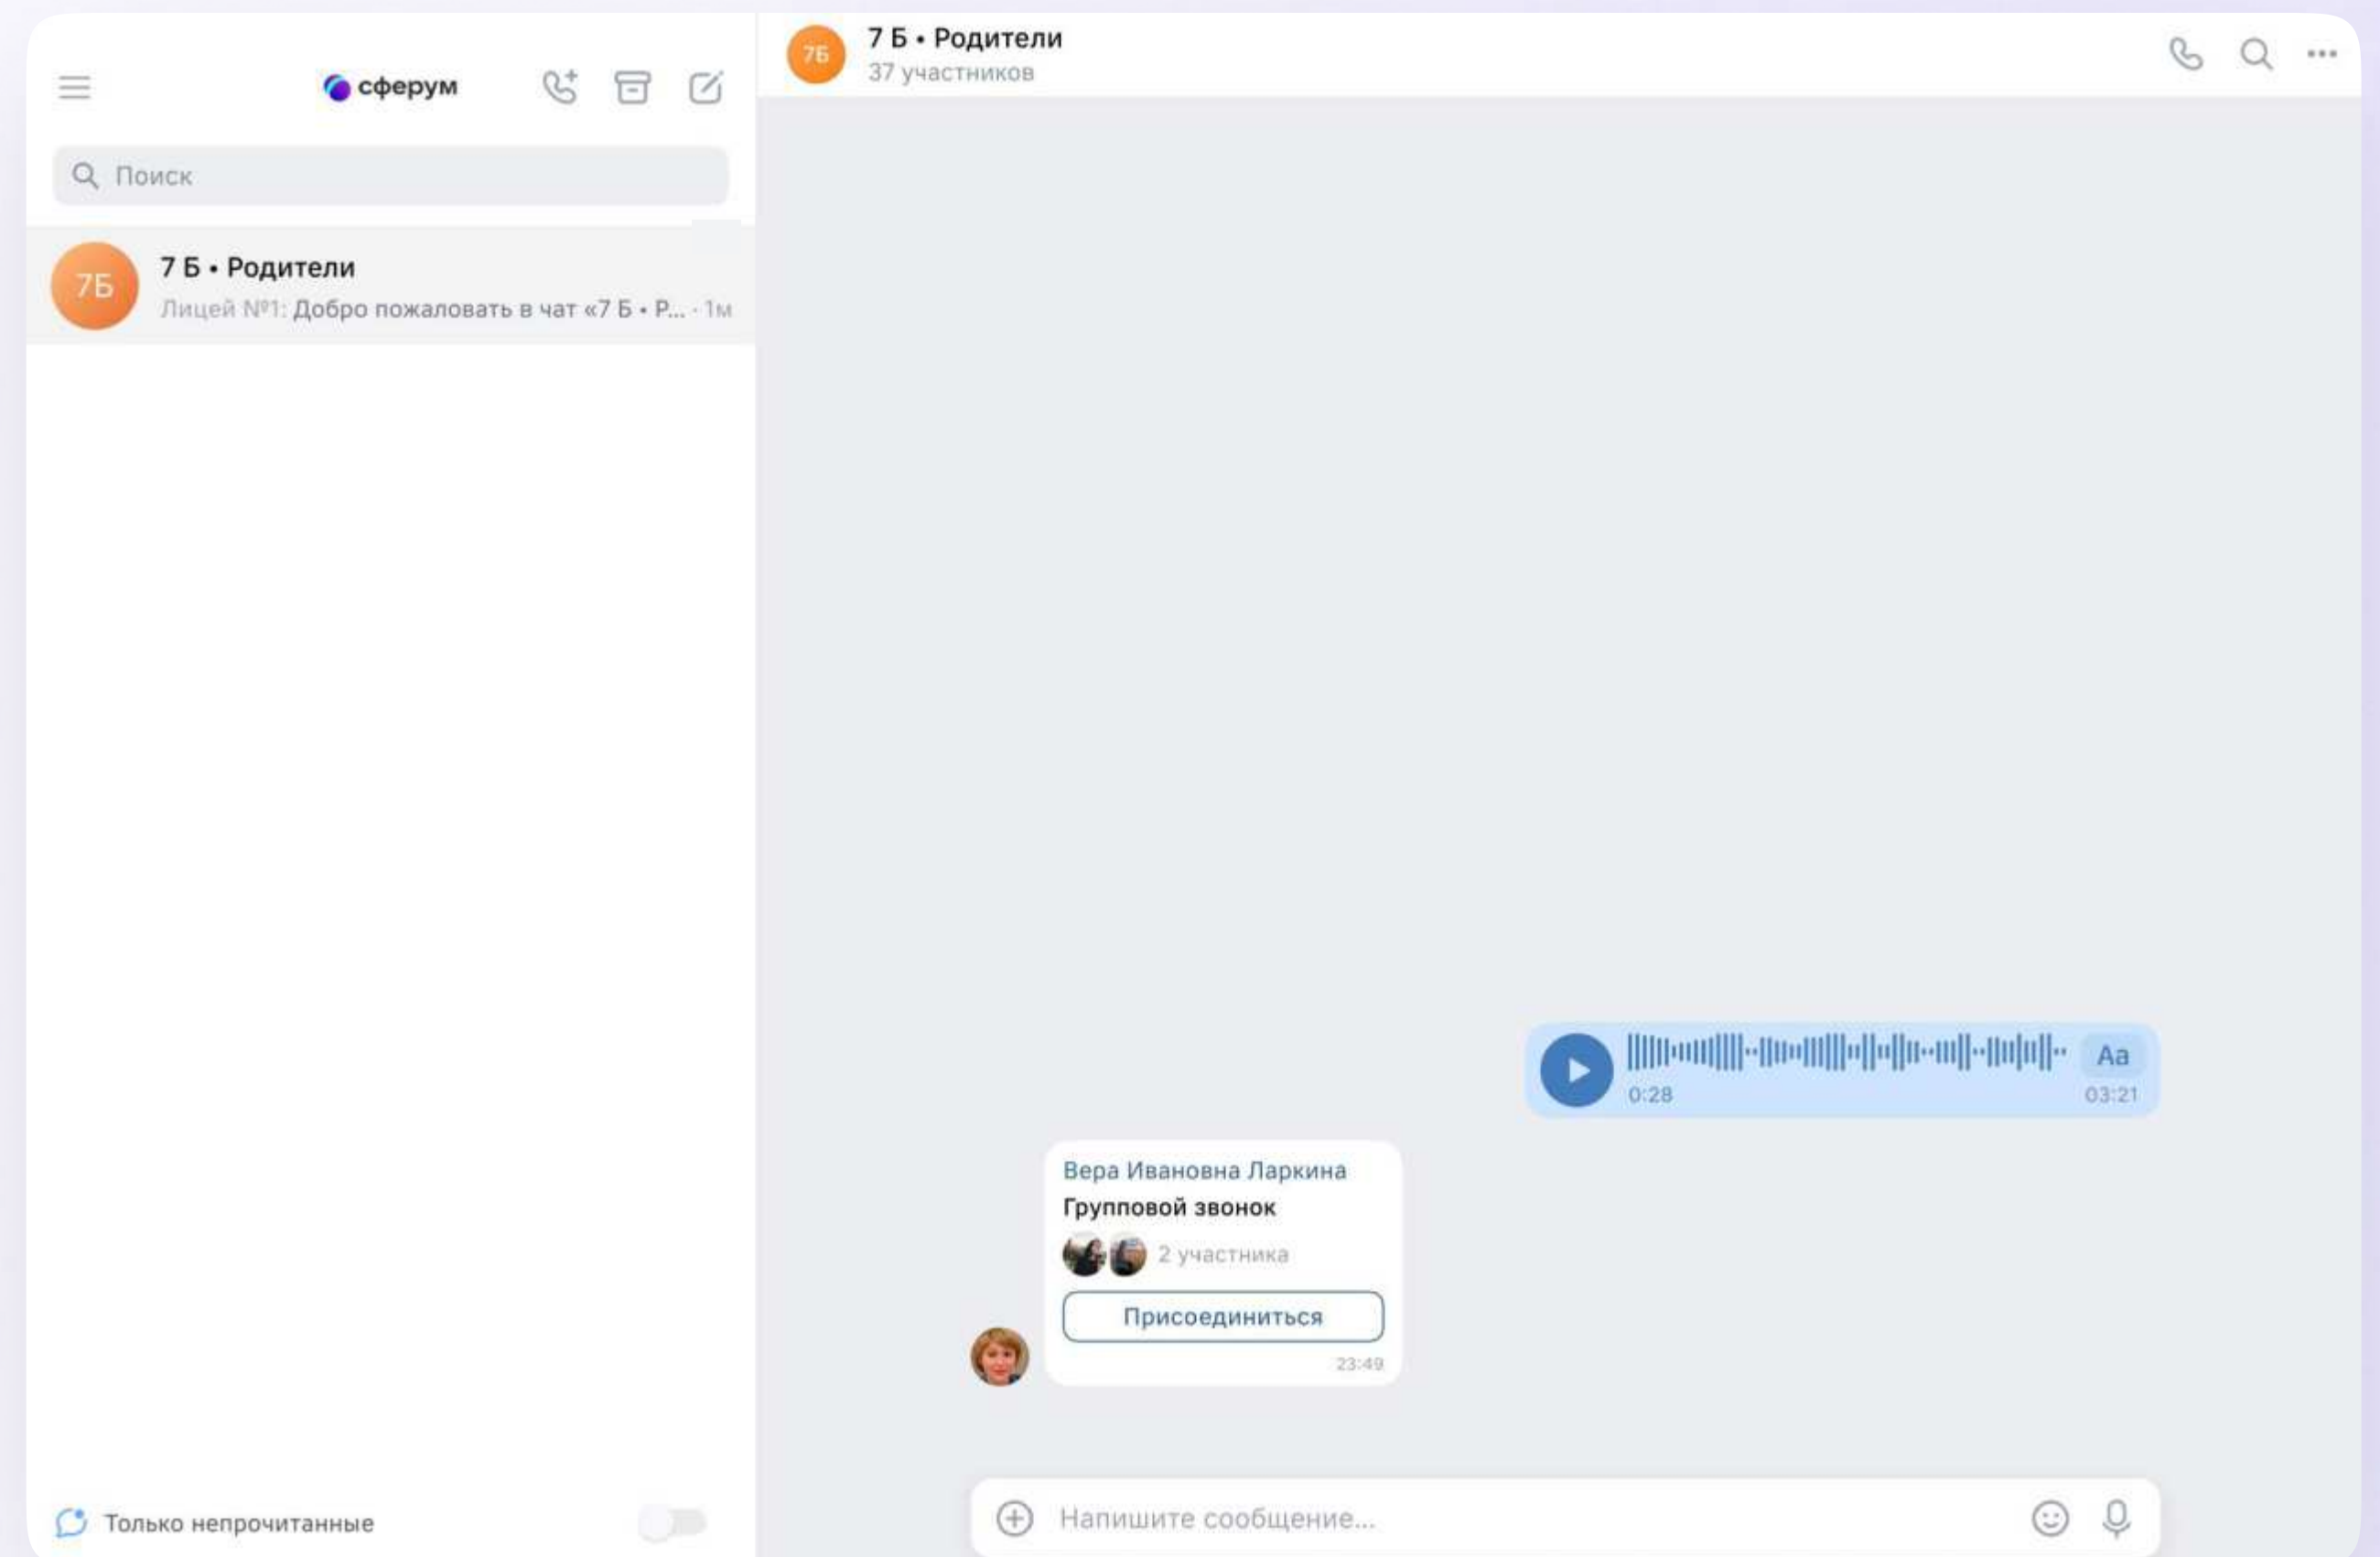 сферум
Поиск
7Б
7 Б • Родители
Лицей №1: Добро пожаловать в чат «7 Б • Р... · 1м
Только непрочитанные
7Б
7 Б • Родители
37 участников
Aa
0:28
03:21
Вера Ивановна Ларкина
Групповой звонок
2 участника
Присоединиться
23:49
Напишите сообщение...